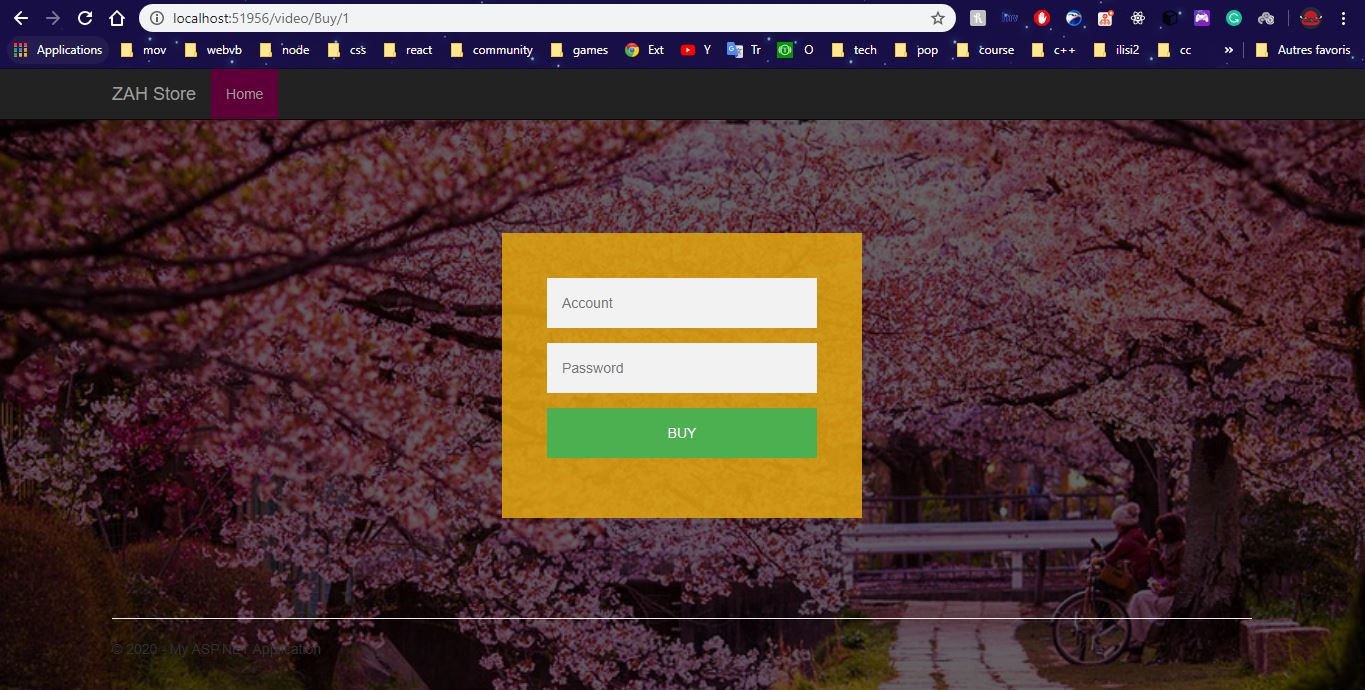 localhost:51956/video/Buy/1
Applications mov webvb node css react community games Ext Y Tr O tech pop course c++ ilisi2 cc » Autres favoris
ZAH Store Home
Account
Password
BUY
© 2020 - My ASP.NET Application